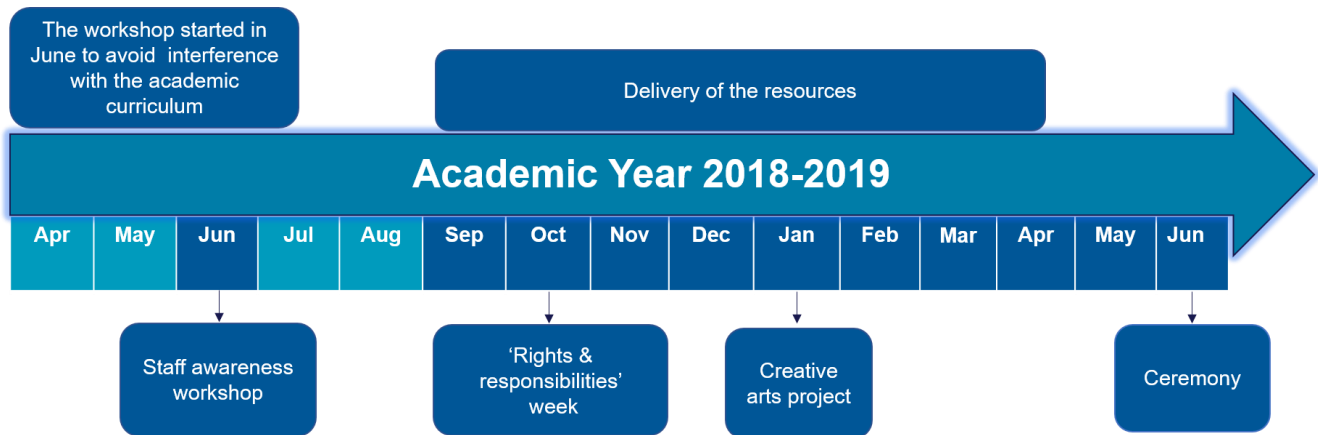 The workshop started in
June to avoid interference
with the academic
curriculum
Delivery of the resources
Academic Year 2018-2019
Apr May Jun Jul Aug Sep Oct Nov Dec Jan Feb Mar Apr May Jun
Staff awareness
workshop
‘Rights &
responsibilities’
week
Creative
arts project
Ceremony